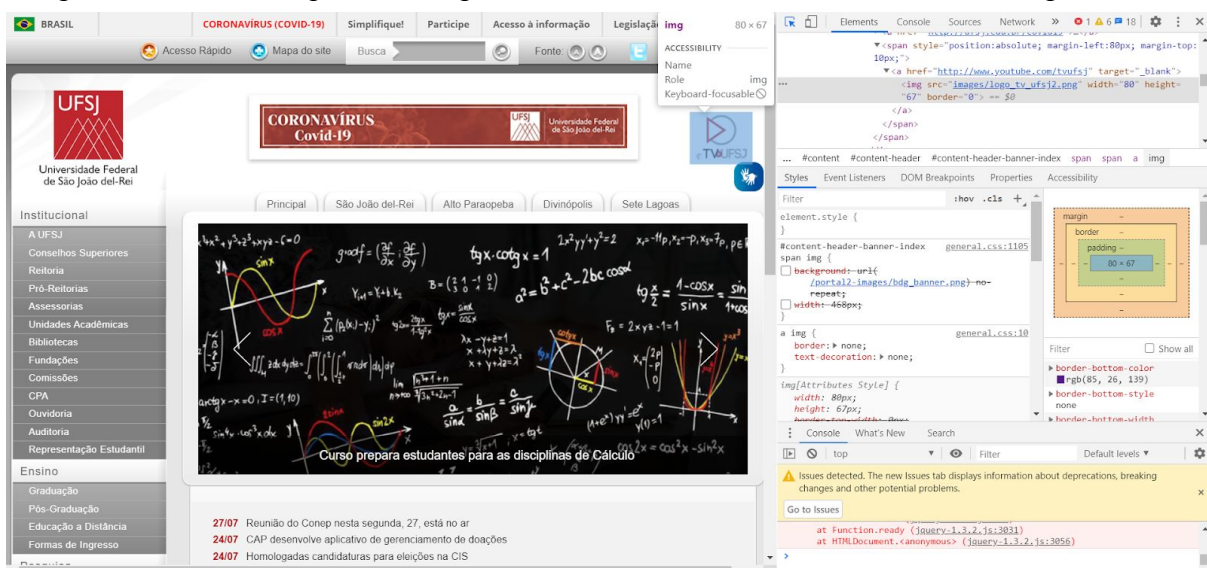 BRASIL
CORONAVÍRUS (COVID-19)
Simplifique!
Participe
Acesso à informação
Legislaçã
Acesso Rápido
Mapa do site
Busca
Fonte:
img
80 × 67
ACCESSIBILITY
Name
Role
img
Keyboard-focusable
UFSJ
Universidade Federal
de São João del-Rei
CORONAVÍRUS
Covid-19
UFSJ
Universidade Federal
de São João del-Rei
TV UFSJ
Principal
São João del-Rei
Alto Paraopeba
Divinópolis
Sete Lagoas
Institucional
A UFSJ
Conselhos Superiores
Reitoria
Pró-Reitorias
Assessorias
Unidades Acadêmicas
Bibliotecas
Fundações
Comissões
CPA
Ouvidoria
Auditoria
Representação Estudantil
Ensino
Graduação
Pós-Graduação
Educação a Distância
Formas de Ingresso
tgx·cotgx=1
a²=b²+c²-2bc cosα
Curso prepara estudantes para as disciplinas de Cálculo
27/07 Reunião do Conep nesta segunda, 27, está no ar
24/07 CAP desenvolve aplicativo de gerenciamento de doações
24/07 Homologadas candidaturas para eleições na CIS
Elements
Console
Sources
Network
»
1
6
18
▼<span style="position:absolute; margin-left:80px; margin-top:
10px;">
▼<a href="http://www.youtube.com/tvufsj" target="_blank">
<img src="images/logo_tv_ufsj2.png" width="80" height=
"67" border="0"> == $0
</a>
</span>
</span>
... #content #content-header #content-header-banner-index span span a img
Styles
Event Listeners
DOM Breakpoints
Properties
Accessibility
Filter
:hov .cls +
element.style {
}
#content-header-banner-index general.css:1105
span img {
background: url(
/portal2-images/bdg_banner.png) no-
repeat;
width: 468px;
}
a img { general.css:10
border:▶ none;
text-decoration:▶ none;
}
img[Attributes Style] {
width: 80px;
height: 67px;
border-top-width: 0px;
margin
-
border
-
padding
-
80 × 67
Filter
Show all
border-bottom-color
rgb(85, 26, 139)
border-bottom-style
none
border-bottom-width
Console
What's New
Search
top
Filter
Default levels ▼
Issues detected. The new Issues tab displays information about deprecations, breaking
changes and other potential problems.
Go to Issues
at Function.ready (jquery-1.3.2.js:3031)
at HTMLDocument.<anonymous> (jquery-1.3.2.js:3056)